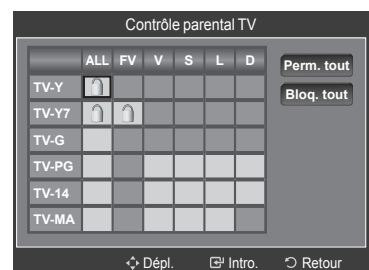 Contrôle parental TV
ALL FV V S L D
Perm. tout
TV-Y
Bloq. tout
TV-Y7
TV-G
TV-PG
TV-14
TV-MA
Dépl. Intro. Retour